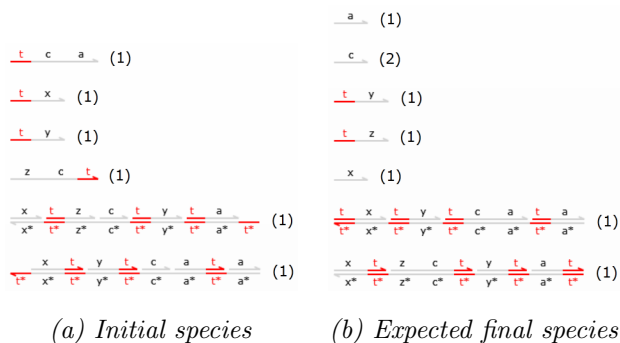 t c a (1)
t x (1)
t y (1)
z c t (1)
x t z c t y t a (1)
x* t* z* c* t* y* t* a* t*
x t y t c a t a (1)
t* x* t* y* t* c* a* t* a*
(a) Initial species
a (1)
c (2)
t y (1)
t z (1)
x (1)
t x t y t c a t a (1)
t* x* t* y* t* c* a* t* a*
x t z c t y t a t (1)
x* t* z* c* t* y* t* a* t*
(b) Expected final species